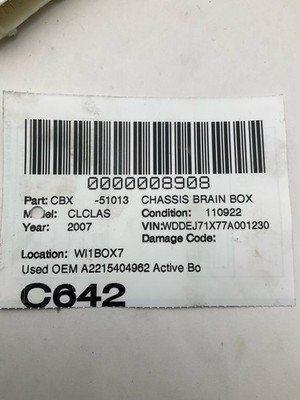 0000008908
Part: CBX -51013 CHASSIS BRAIN BOX
Model: CLCLAS Condition: 110922
Year: 2007 VIN: WDDEJ71X77A001230
Damage Code:
Location: WI1BOX7
Used OEM A2215404962 Active Bo
C642